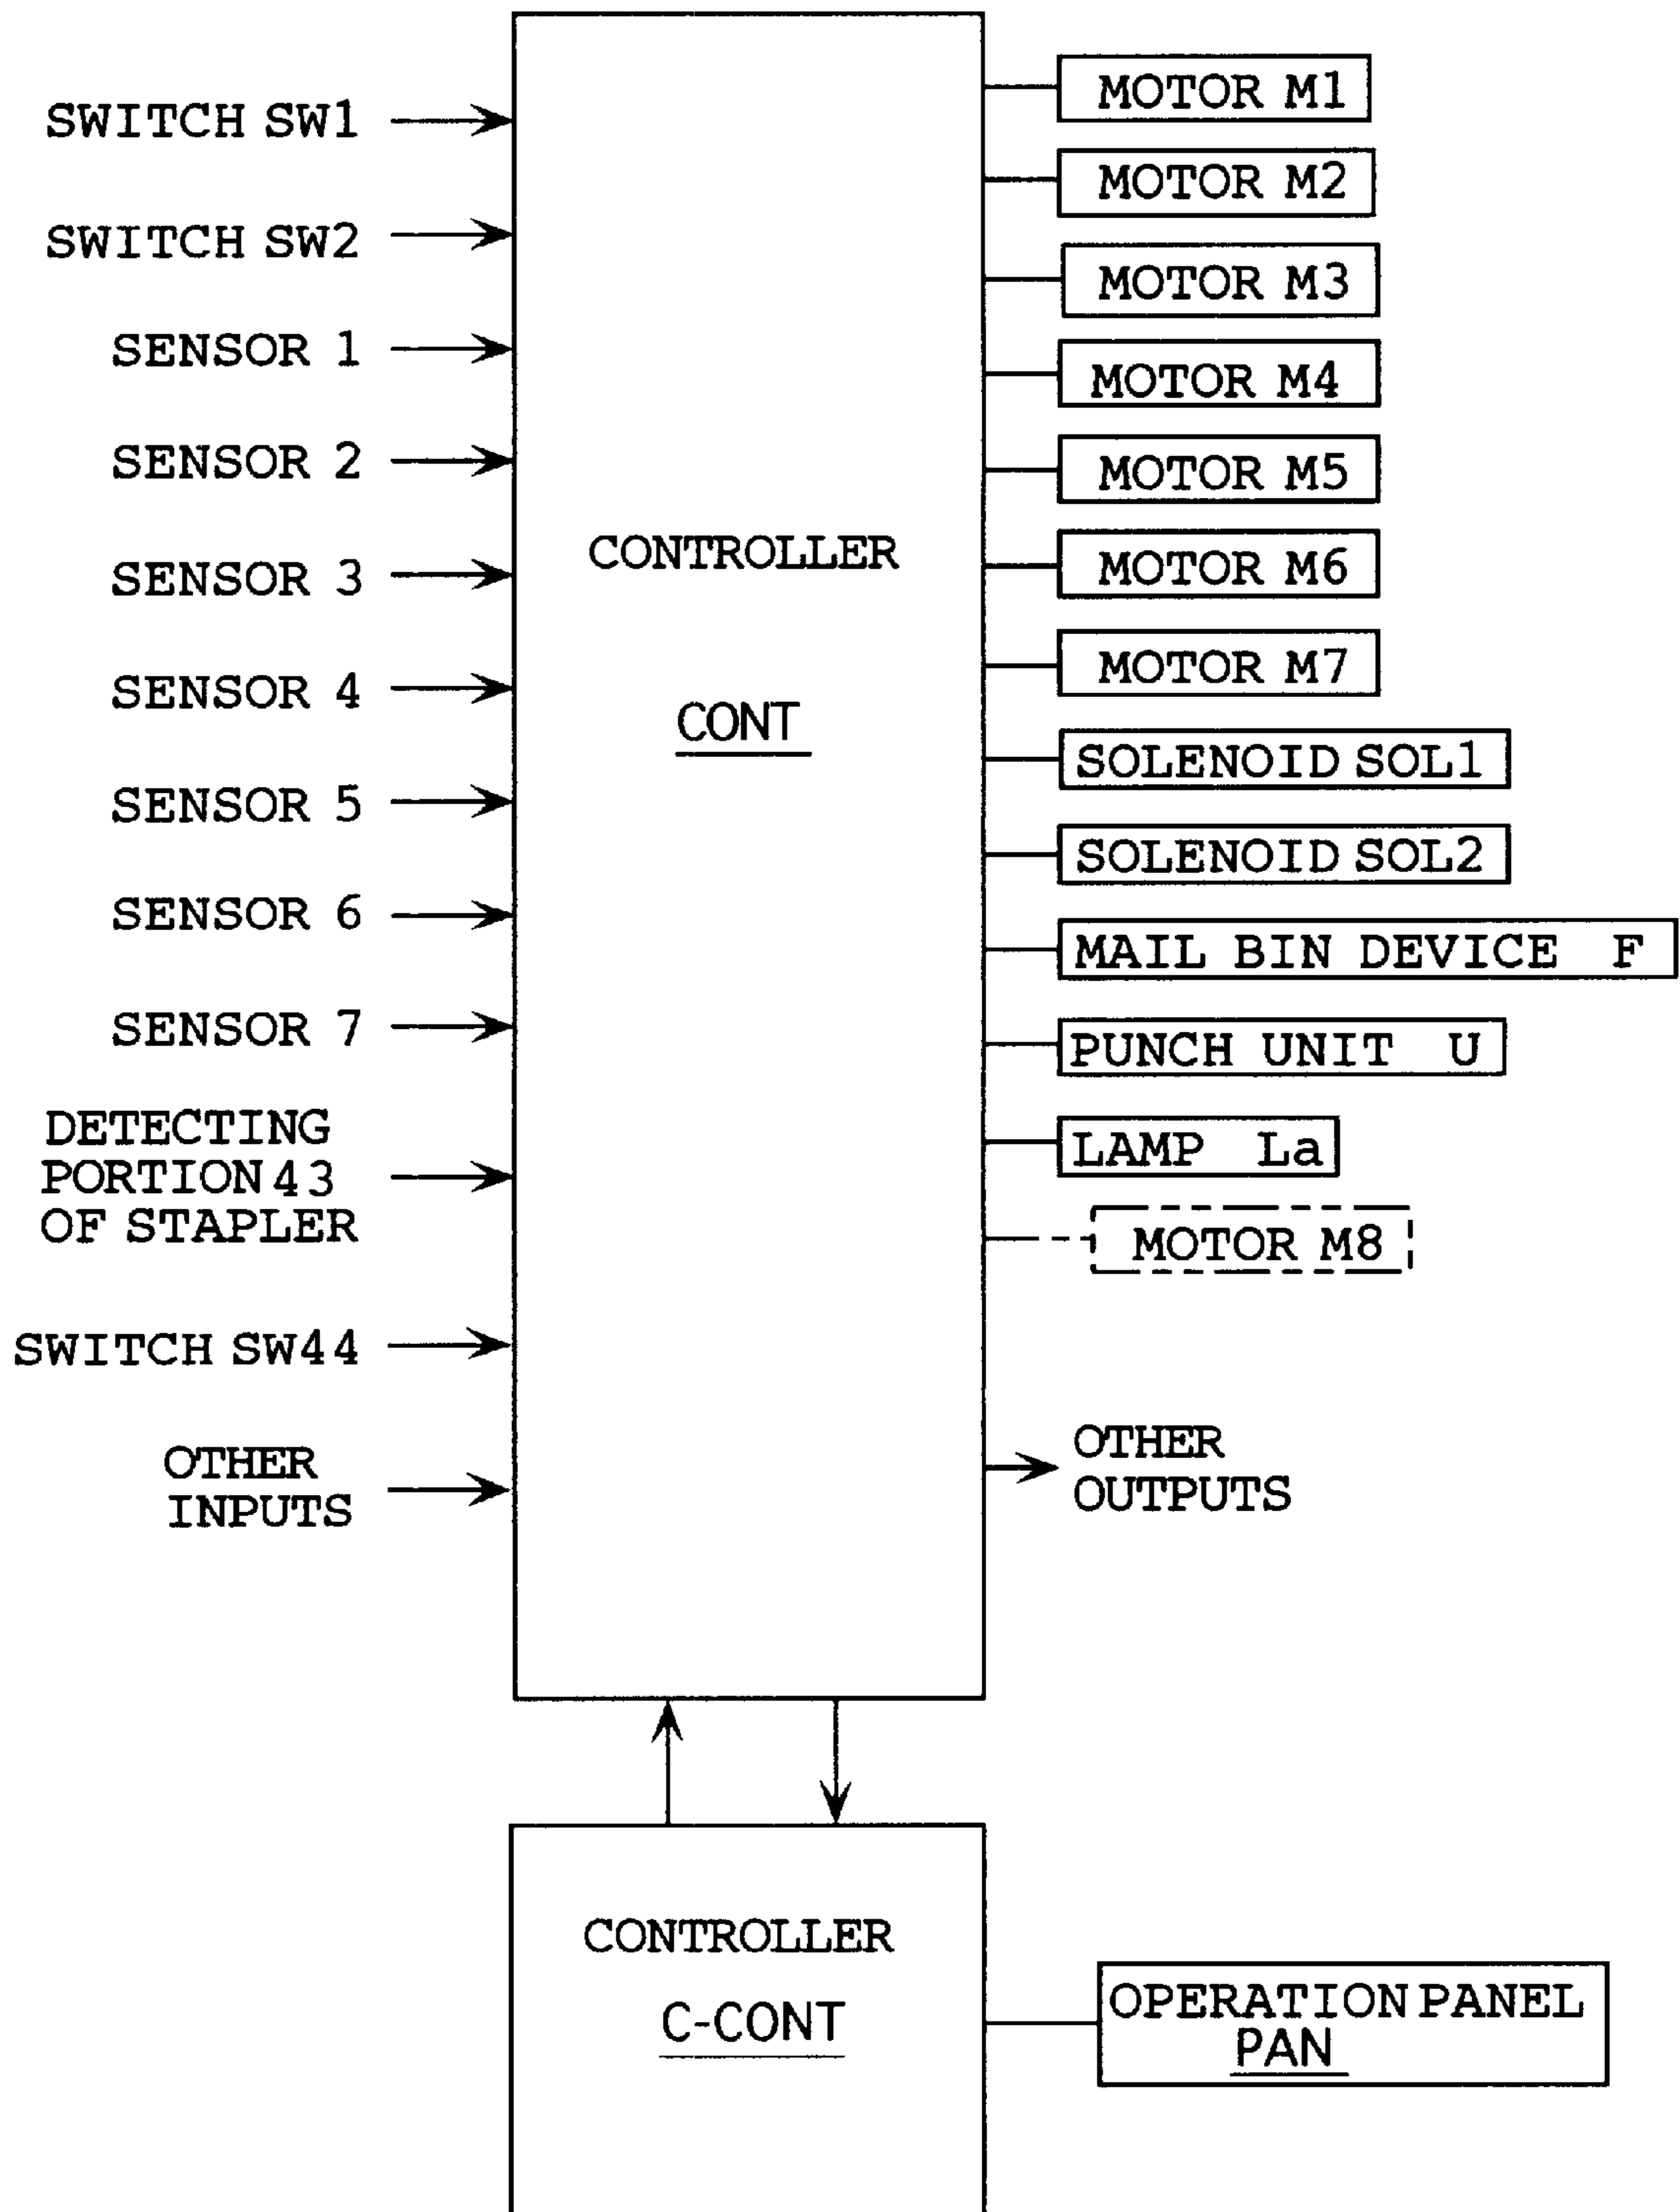 SWITCH SW1
SWITCH SW2
SENSOR 1
SENSOR 2
SENSOR 3
SENSOR 4
SENSOR 5
SENSOR 6
SENSOR 7
DETECTING
PORTION 43
OF STAPLER
SWITCH SW44
OTHER
INPUTS
CONTROLLER
CONT
MOTOR M1
MOTOR M2
MOTOR M3
MOTOR M4
MOTOR M5
MOTOR M6
MOTOR M7
SOLENOID SOL1
SOLENOID SOL2
MAIL BIN DEVICE F
PUNCH UNIT U
LAMP La
MOTOR M8
OTHER
OUTPUTS
CONTROLLER
C-CONT
OPERATION PANEL
PAN